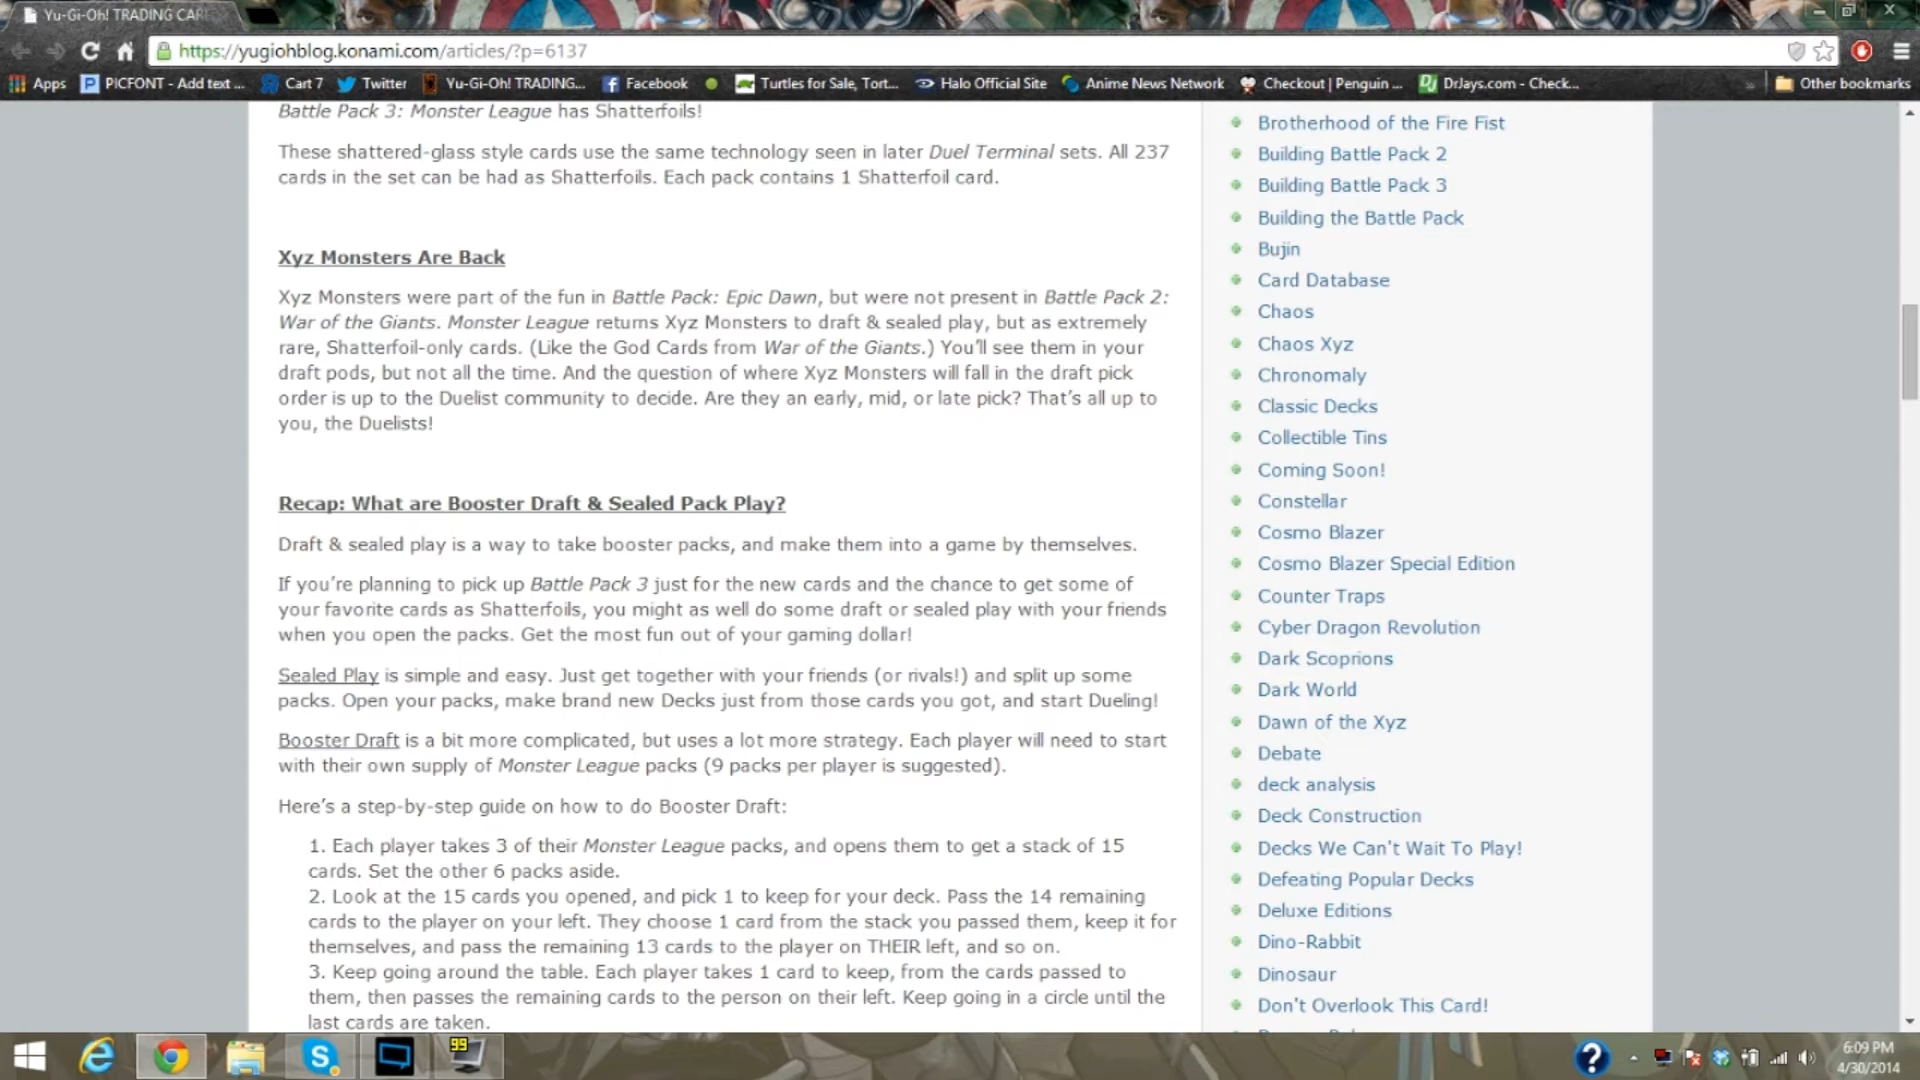 Yu-Gi-Oh! TRADING CAR
https://yugiohblog.konami.com/articles/?p=6137
Apps PICFONT - Add text ... Cart 7 Twitter Yu-Gi-Oh! TRADING... Facebook Turtles for Sale, Tort... Halo Official Site Anime News Network Checkout | Penguin ... DrJays.com - Check... » Other bookmarks
Battle Pack 3: Monster League has Shatterfoils!
These shattered-glass style cards use the same technology seen in later Duel Terminal sets. All 237
cards in the set can be had as Shatterfoils. Each pack contains 1 Shatterfoil card.
Xyz Monsters Are Back
Xyz Monsters were part of the fun in Battle Pack: Epic Dawn, but were not present in Battle Pack 2:
War of the Giants. Monster League returns Xyz Monsters to draft & sealed play, but as extremely
rare, Shatterfoil-only cards. (Like the God Cards from War of the Giants.) You'll see them in your
draft pods, but not all the time. And the question of where Xyz Monsters will fall in the draft pick
order is up to the Duelist community to decide. Are they an early, mid, or late pick? That's all up to
you, the Duelists!
Recap: What are Booster Draft & Sealed Pack Play?
Draft & sealed play is a way to take booster packs, and make them into a game by themselves.
If you're planning to pick up Battle Pack 3 just for the new cards and the chance to get some of
your favorite cards as Shatterfoils, you might as well do some draft or sealed play with your friends
when you open the packs. Get the most fun out of your gaming dollar!
Sealed Play is simple and easy. Just get together with your friends (or rivals!) and split up some
packs. Open your packs, make brand new Decks just from those cards you got, and start Dueling!
Booster Draft is a bit more complicated, but uses a lot more strategy. Each player will need to start
with their own supply of Monster League packs (9 packs per player is suggested).
Here's a step-by-step guide on how to do Booster Draft:
1. Each player takes 3 of their Monster League packs, and opens them to get a stack of 15
cards. Set the other 6 packs aside.
2. Look at the 15 cards you opened, and pick 1 to keep for your deck. Pass the 14 remaining
cards to the player on your left. They choose 1 card from the stack you passed them, keep it for
themselves, and pass the remaining 13 cards to the player on THEIR left, and so on.
3. Keep going around the table. Each player takes 1 card to keep, from the cards passed to
them, then passes the remaining cards to the person on their left. Keep going in a circle until the
last cards are taken.
Brotherhood of the Fire Fist
Building Battle Pack 2
Building Battle Pack 3
Building the Battle Pack
Bujin
Card Database
Chaos
Chaos Xyz
Chronomaly
Classic Decks
Collectible Tins
Coming Soon!
Constellar
Cosmo Blazer
Cosmo Blazer Special Edition
Counter Traps
Cyber Dragon Revolution
Dark Scoprions
Dark World
Dawn of the Xyz
Debate
deck analysis
Deck Construction
Decks We Can't Wait To Play!
Defeating Popular Decks
Deluxe Editions
Dino-Rabbit
Dinosaur
Don't Overlook This Card!
99
6:09 PM
4/30/2014